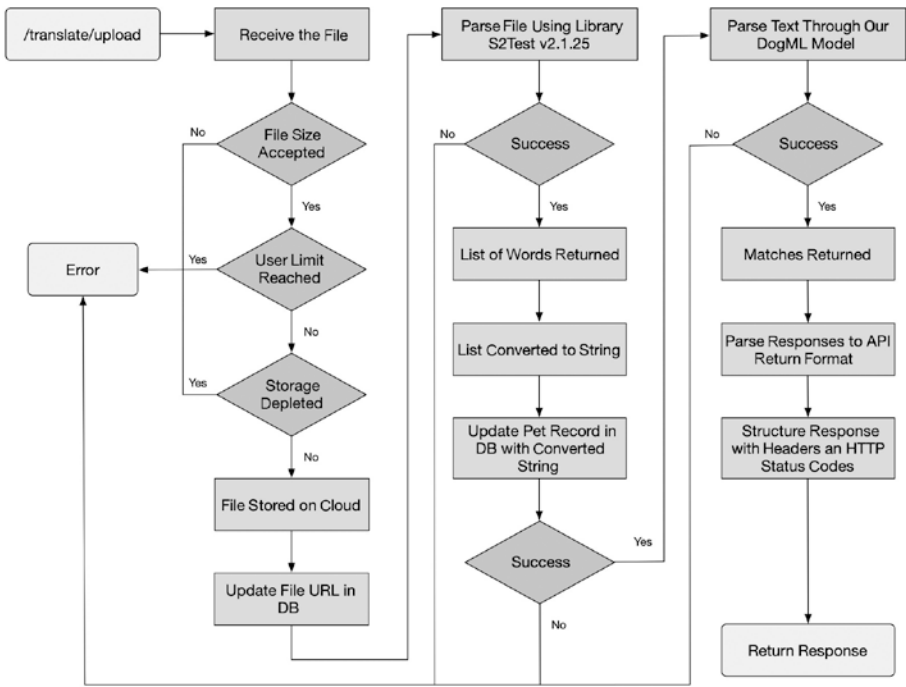 /translate/upload
Receive the File
File Size
Accepted
No
Yes
User Limit
Reached
Yes
Error
No
Storage
Depleted
Yes
No
File Stored on Cloud
Update File URL in
DB
Parse File Using Library
S2Test v2.1.25
Success
No
Yes
List of Words Returned
List Converted to String
Update Pet Record in
DB with Converted
String
Success
Yes
No
Parse Text Through Our
DogML Model
Success
No
Yes
Matches Returned
Parse Responses to API
Return Format
Structure Response
with Headers an HTTP
Status Codes
Return Response